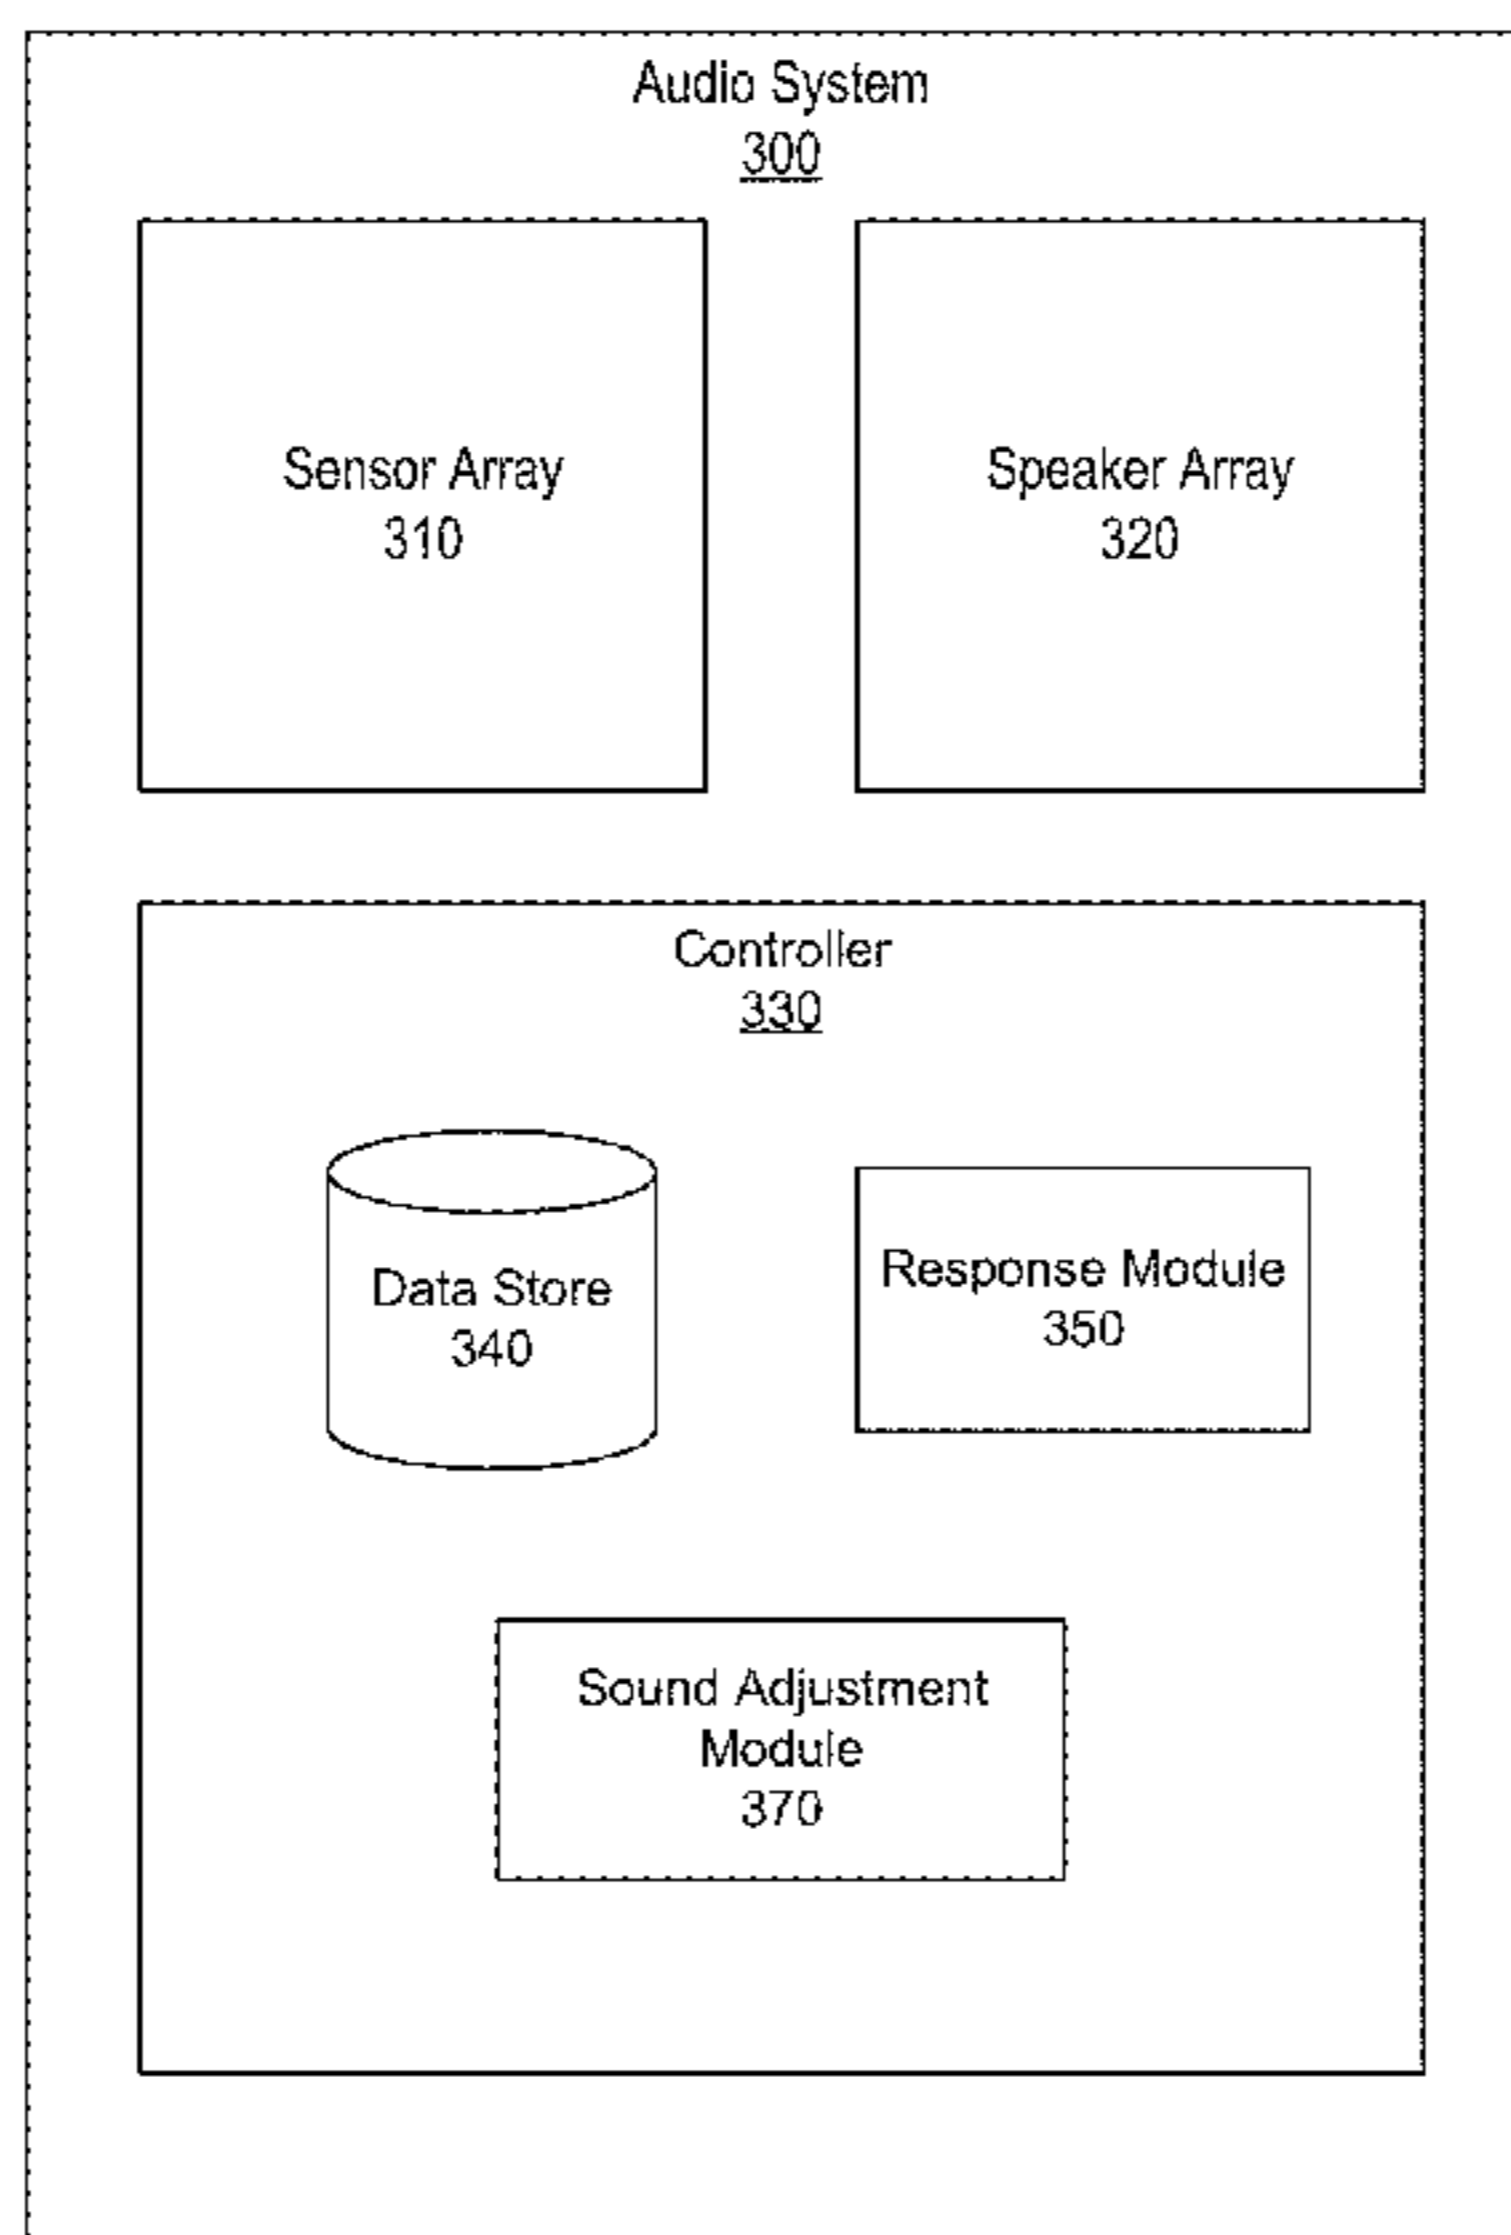 Audio System
300
Sensor Array
310
Speaker Array
320
Controller
330
Data Store
340
Response Module
350
Sound Adjustment
Module
370